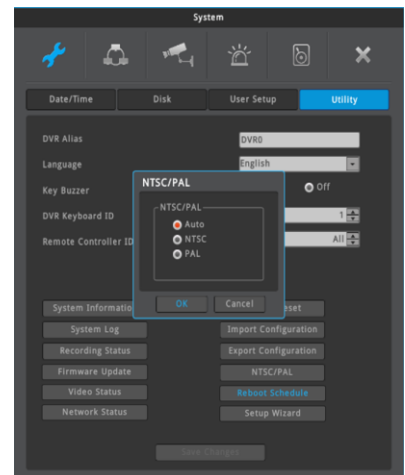 System
Date/Time Disk User Setup Utility
DVR Alias DVR0
Language English
Key Buzzer Off
DVR Keyboard ID 1
Remote Controller ID All
NTSC/PAL
NTSC/PAL
Auto
NTSC
PAL
OK Cancel
System Informatio
System Log Import Configuration
Recording Status Export Configuration
Firmware Update NTSC/PAL
Video Status Reboot Schedule
Network Status Setup Wizard
Save Changes